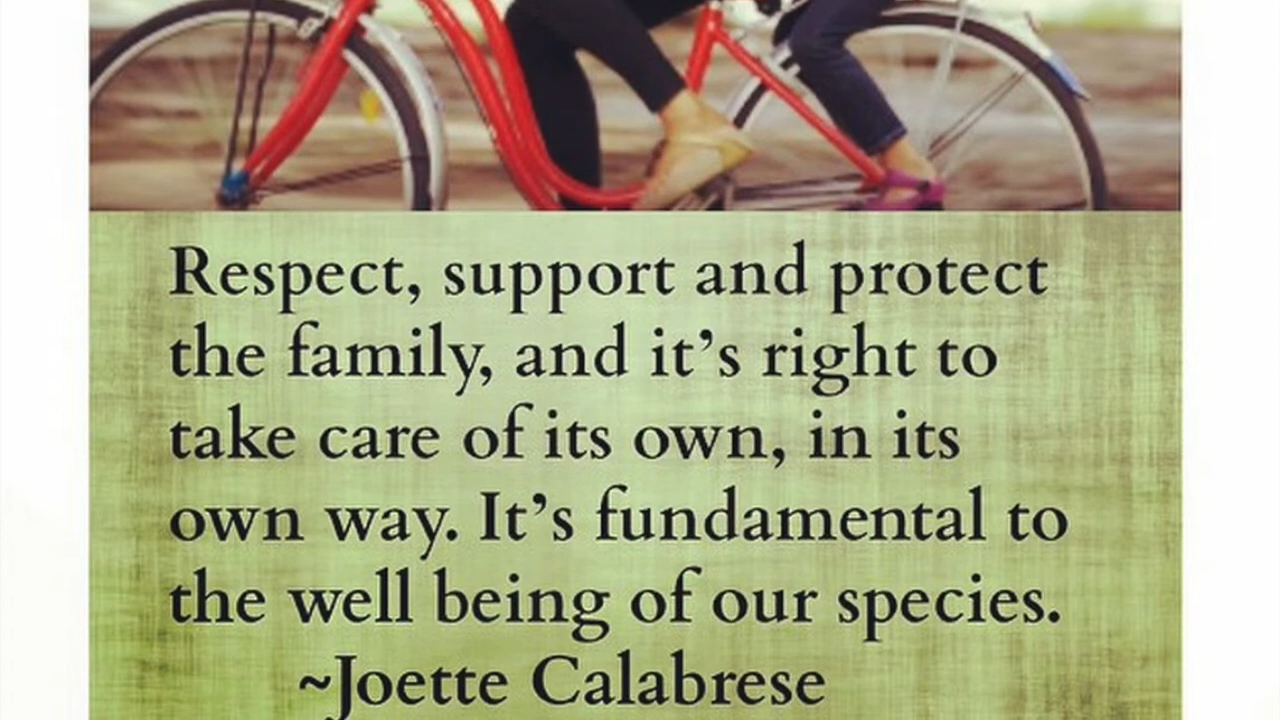 Respect, support and protect
the family, and it’s right to
take care of its own, in its
own way. It’s fundamental to
the well being of our species.
~Joette Calabrese